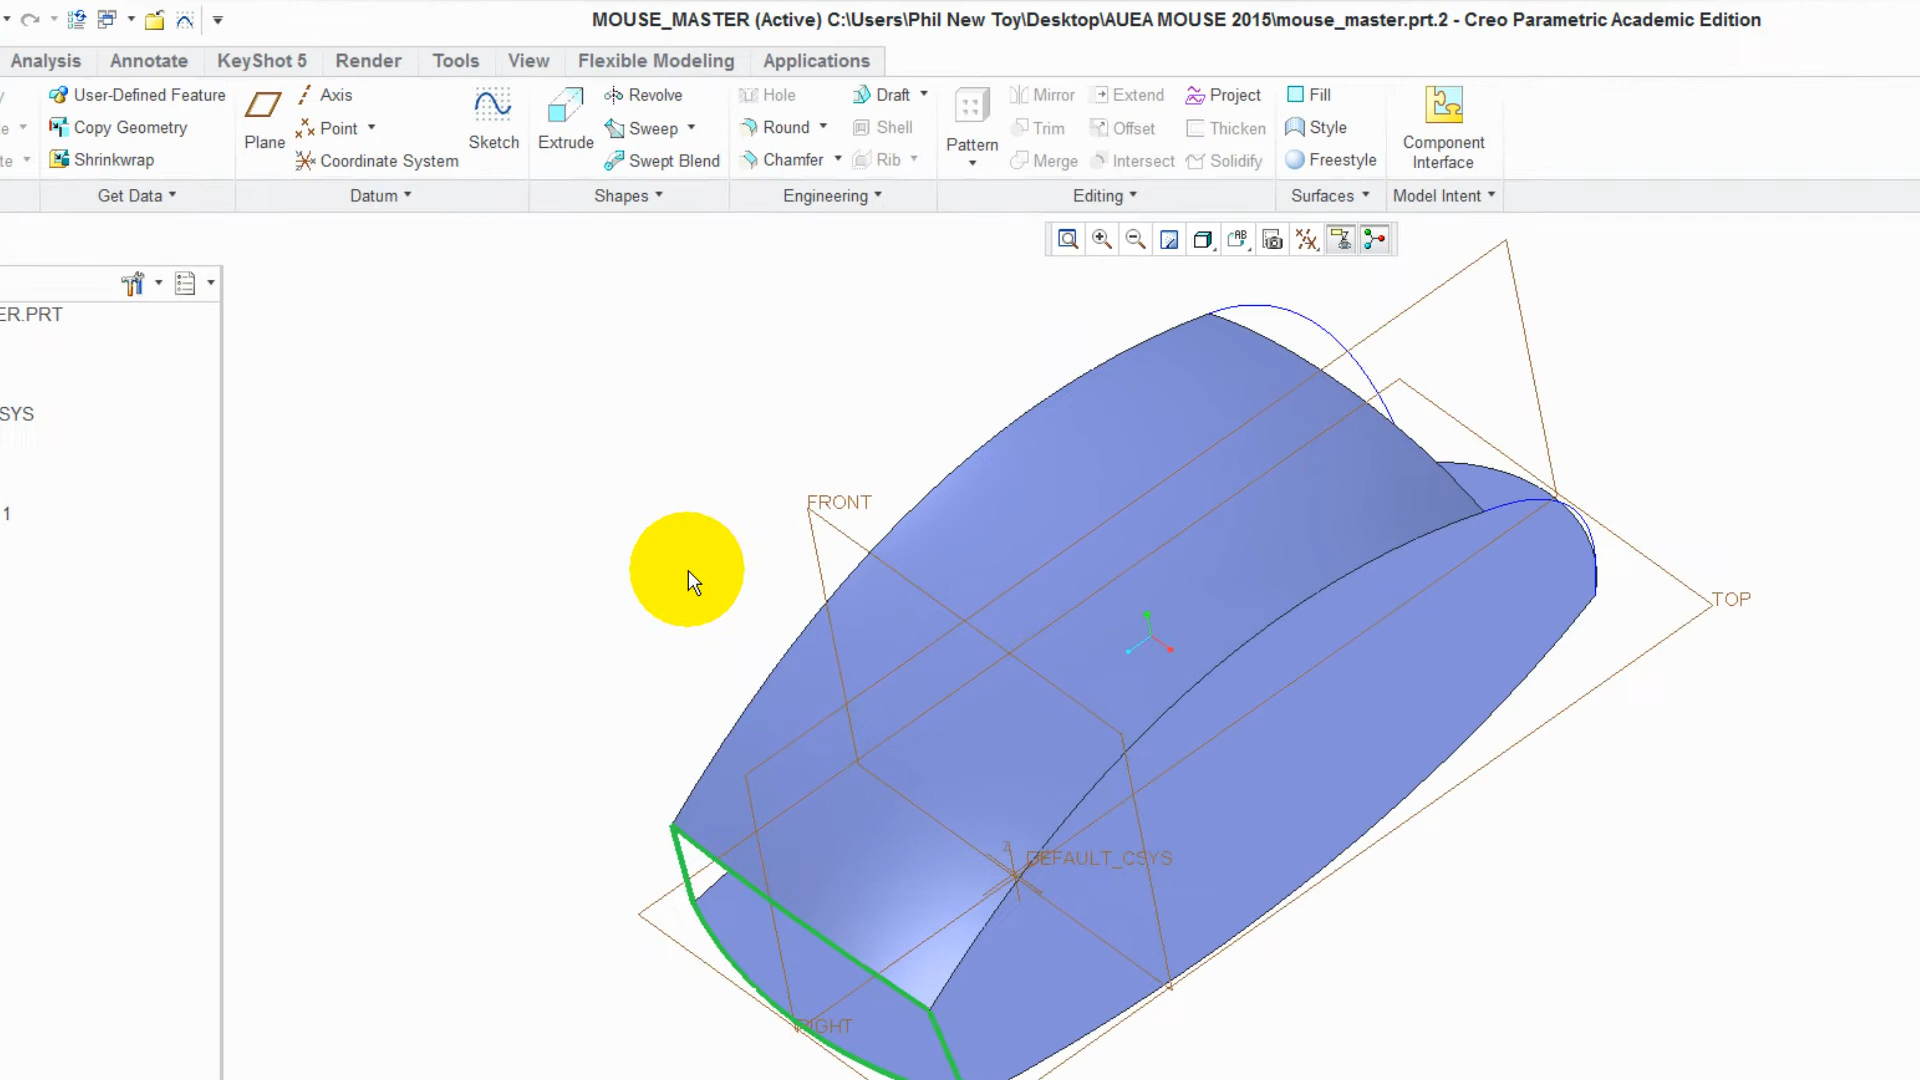 MOUSE_MASTER (Active) C:\Users\Phil New Toy\Desktop\AUEA MOUSE 2015\mouse_master.prt.2 - Creo Parametric Academic Edition
Analysis Annotate KeyShot 5 Render Tools View Flexible Modeling Applications
User-Defined Feature
Copy Geometry
Shrinkwrap
Get Data
Plane
Axis
Point
Coordinate System
Sketch
Datum
Extrude
Revolve
Sweep
Swept Blend
Shapes
Hole
Round
Chamfer
Draft
Shell
Rib
Engineering
Pattern
Mirror
Trim
Merge
Extend
Offset
Intersect
Project
Thicken
Solidify
Editing
Fill
Style
Freestyle
Surfaces
Component
Interface
Model Intent
ER.PRT
SYS
1
FRONT
TOP
Z
DEFAULT_CSYS
RIGHT